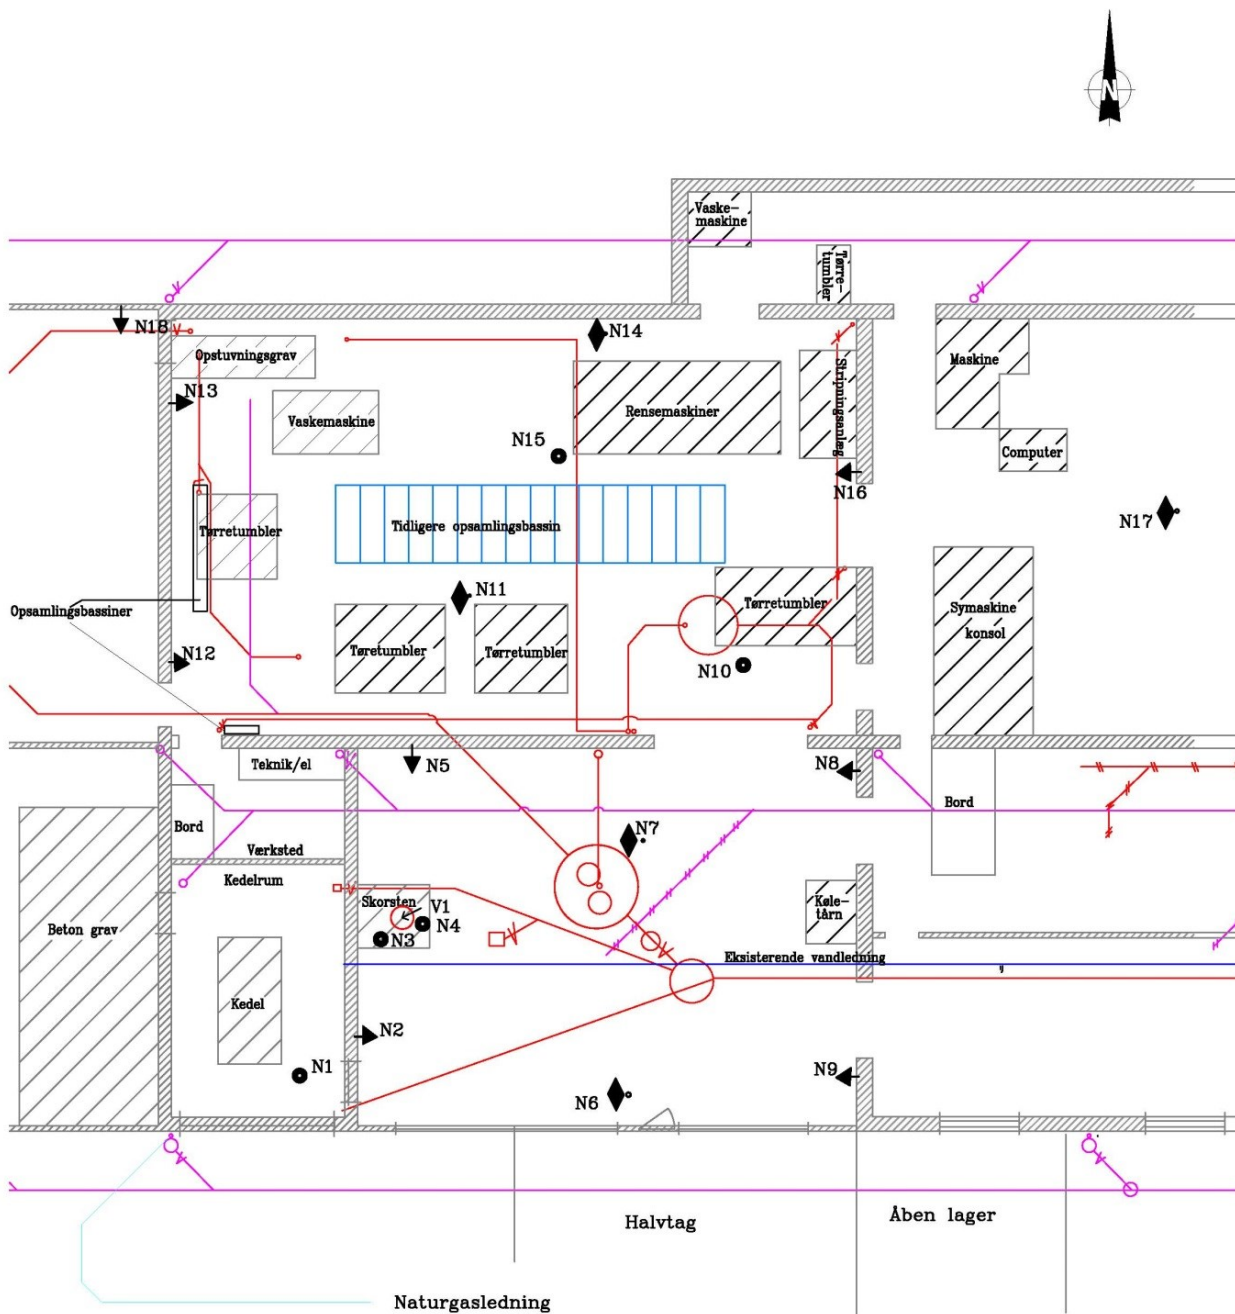 N
Vaske-
maskine
Tørre-
tumbler
N18
Opstuvningsgrav
N14
Maskine
N13
Vaskemaskine
Rensemaskiner
Stripningsanlæg
N15
Computer
N16
Tørretumbler
Tidligere opsamlingsbassin
N17
N11
Opsamlingsbassiner
Tørretumbler
Symaskine
konsol
Tøretumbler
Tørretumbler
N12
N10
Teknik/el
N5
N8
Bord
Bord
N7
Værksted
Kedelrum
Skorsten
V1
Køle-
tårn
N4
Beton grav
N3
Eksisterende vandledning
Kedel
N2
N1
N9
N6
Halvtag
Åben lager
Naturgasledning